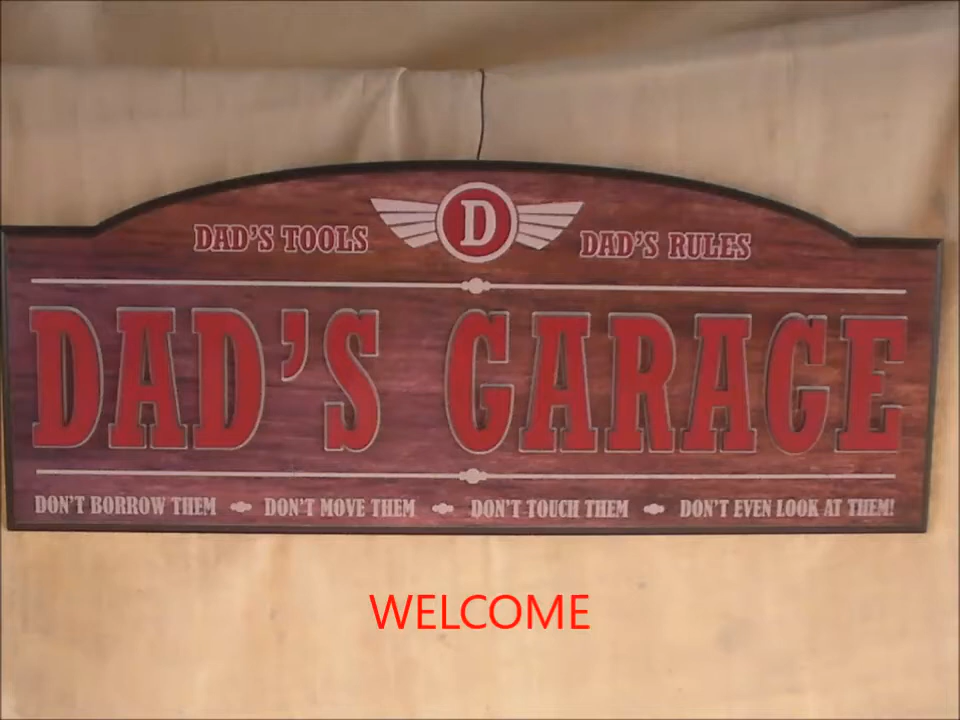 DAD'S TOOLS D DAD'S RULES
DAD'S GARAGE
DON'T BORROW THEM DON'T MOVE THEM DON'T TOUCH THEM DON'T EVEN LOOK AT THEM!
WELCOME